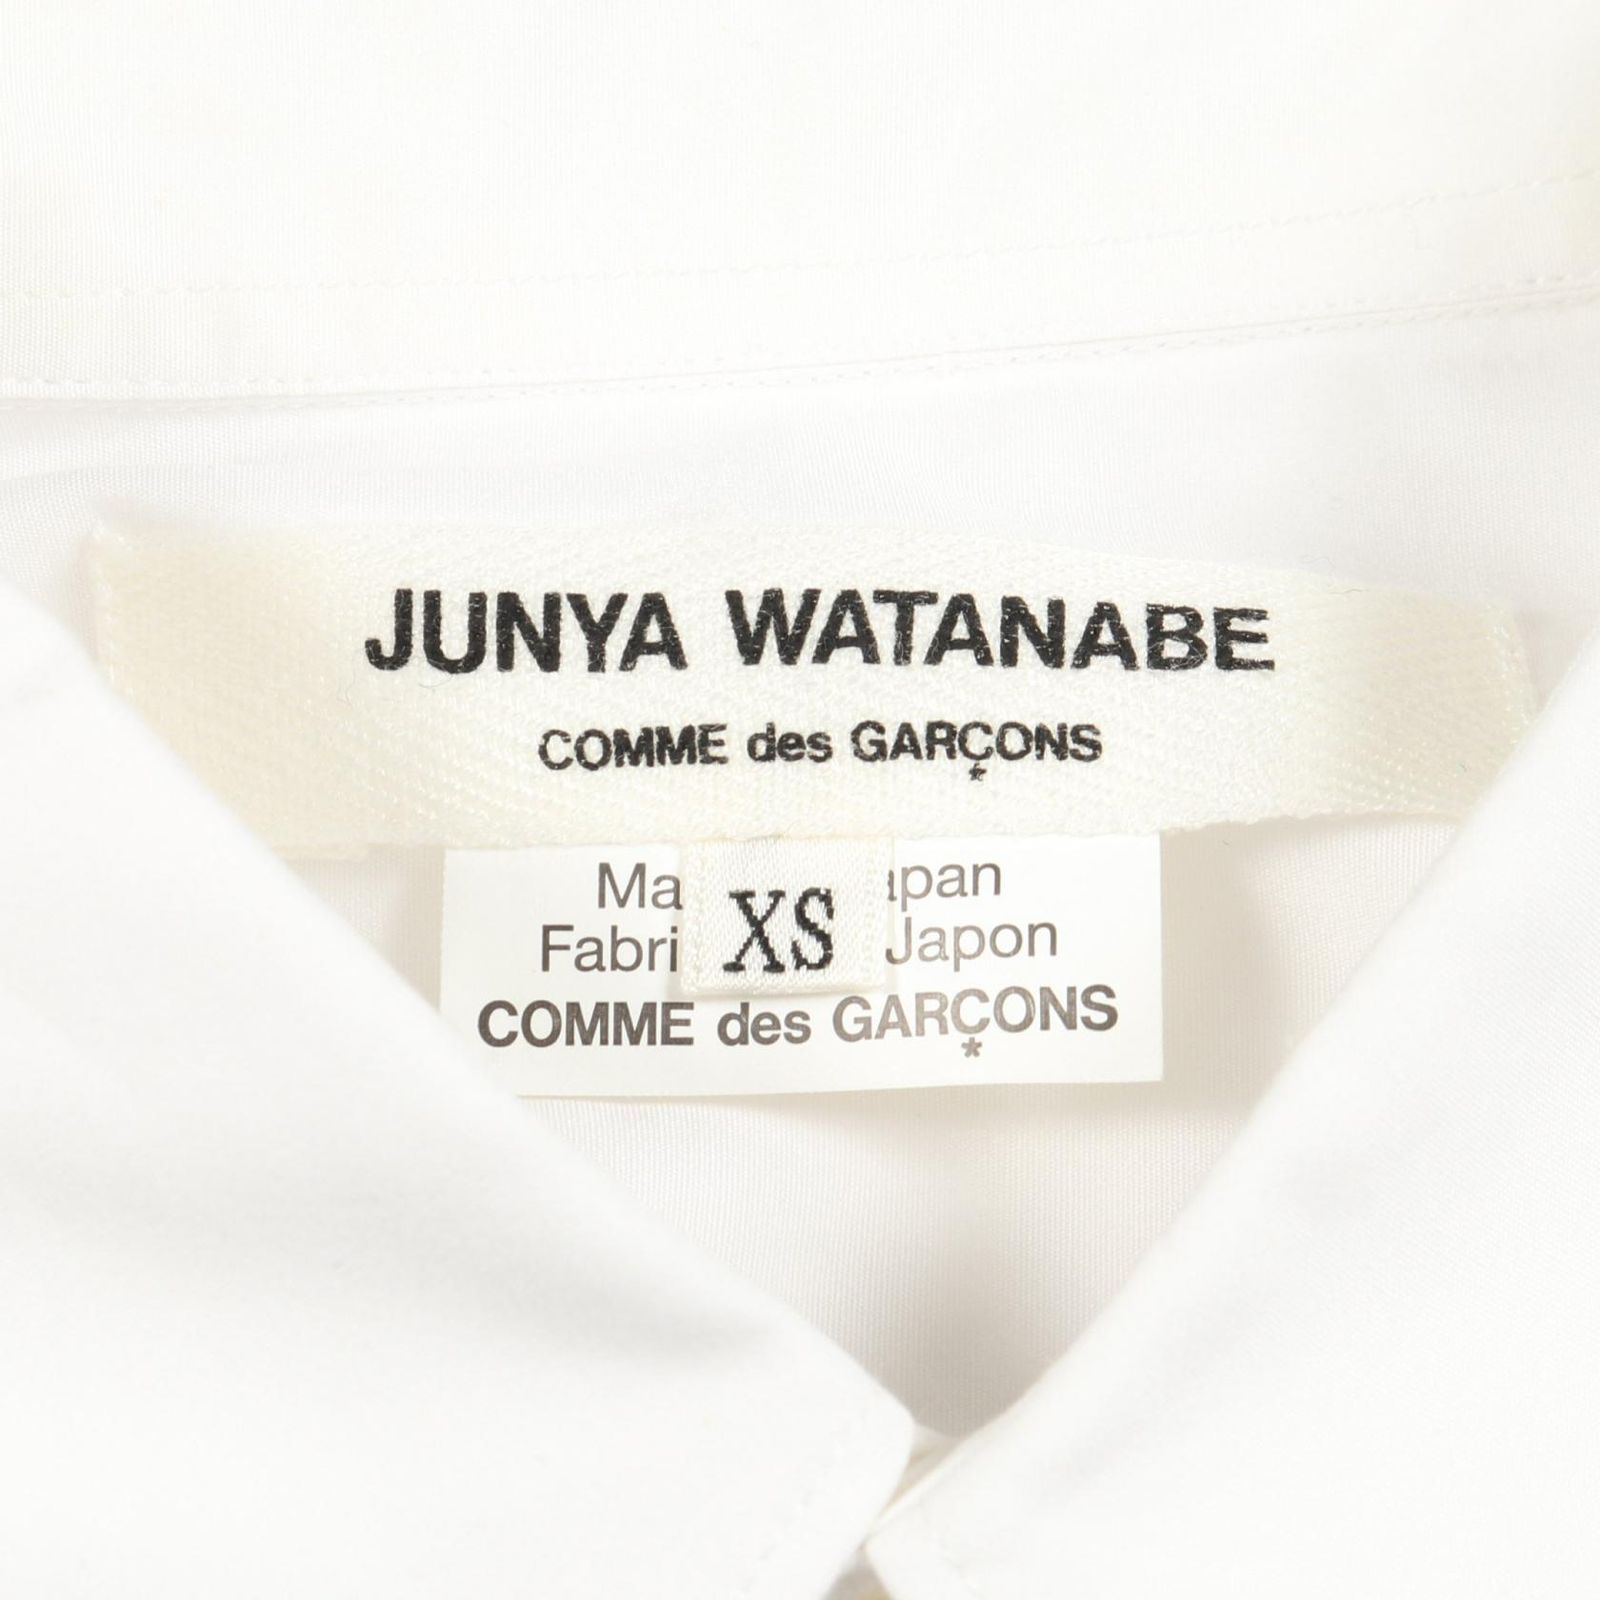 JUNYA WATANABE
COMME des GARÇONS
*
XS
Ma apan
Fabri Japon
COMME des GARÇONS
*